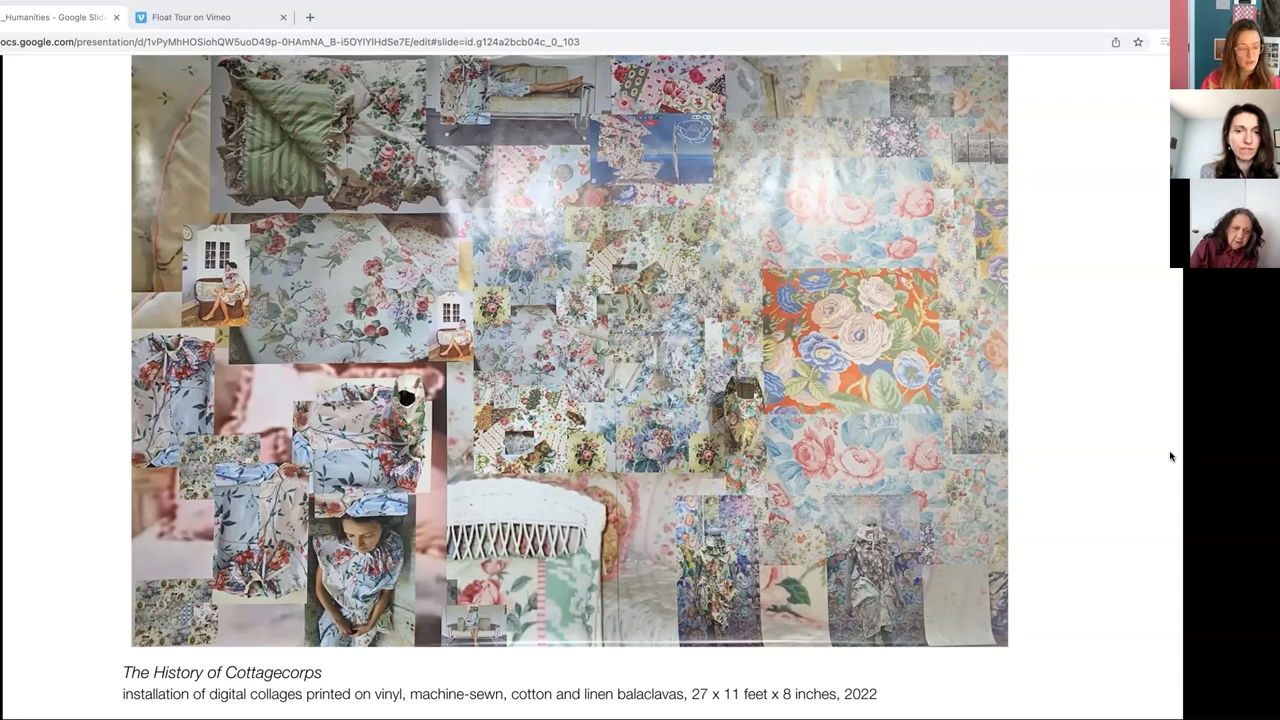 _Humanities - Google Slide
Float Tour on Vimeo
ocs.google.com/presentation/d/1vPyMhHOSiohQW5uoD49p-0HAmNA_B-i5OYlYlHdSe7E/edit#slide=id.g124a2bcb04c_0_103
The History of Cottagecorps
installation of digital collages printed on vinyl, machine-sewn, cotton and linen balaclavas, 27 x 11 feet x 8 inches, 2022